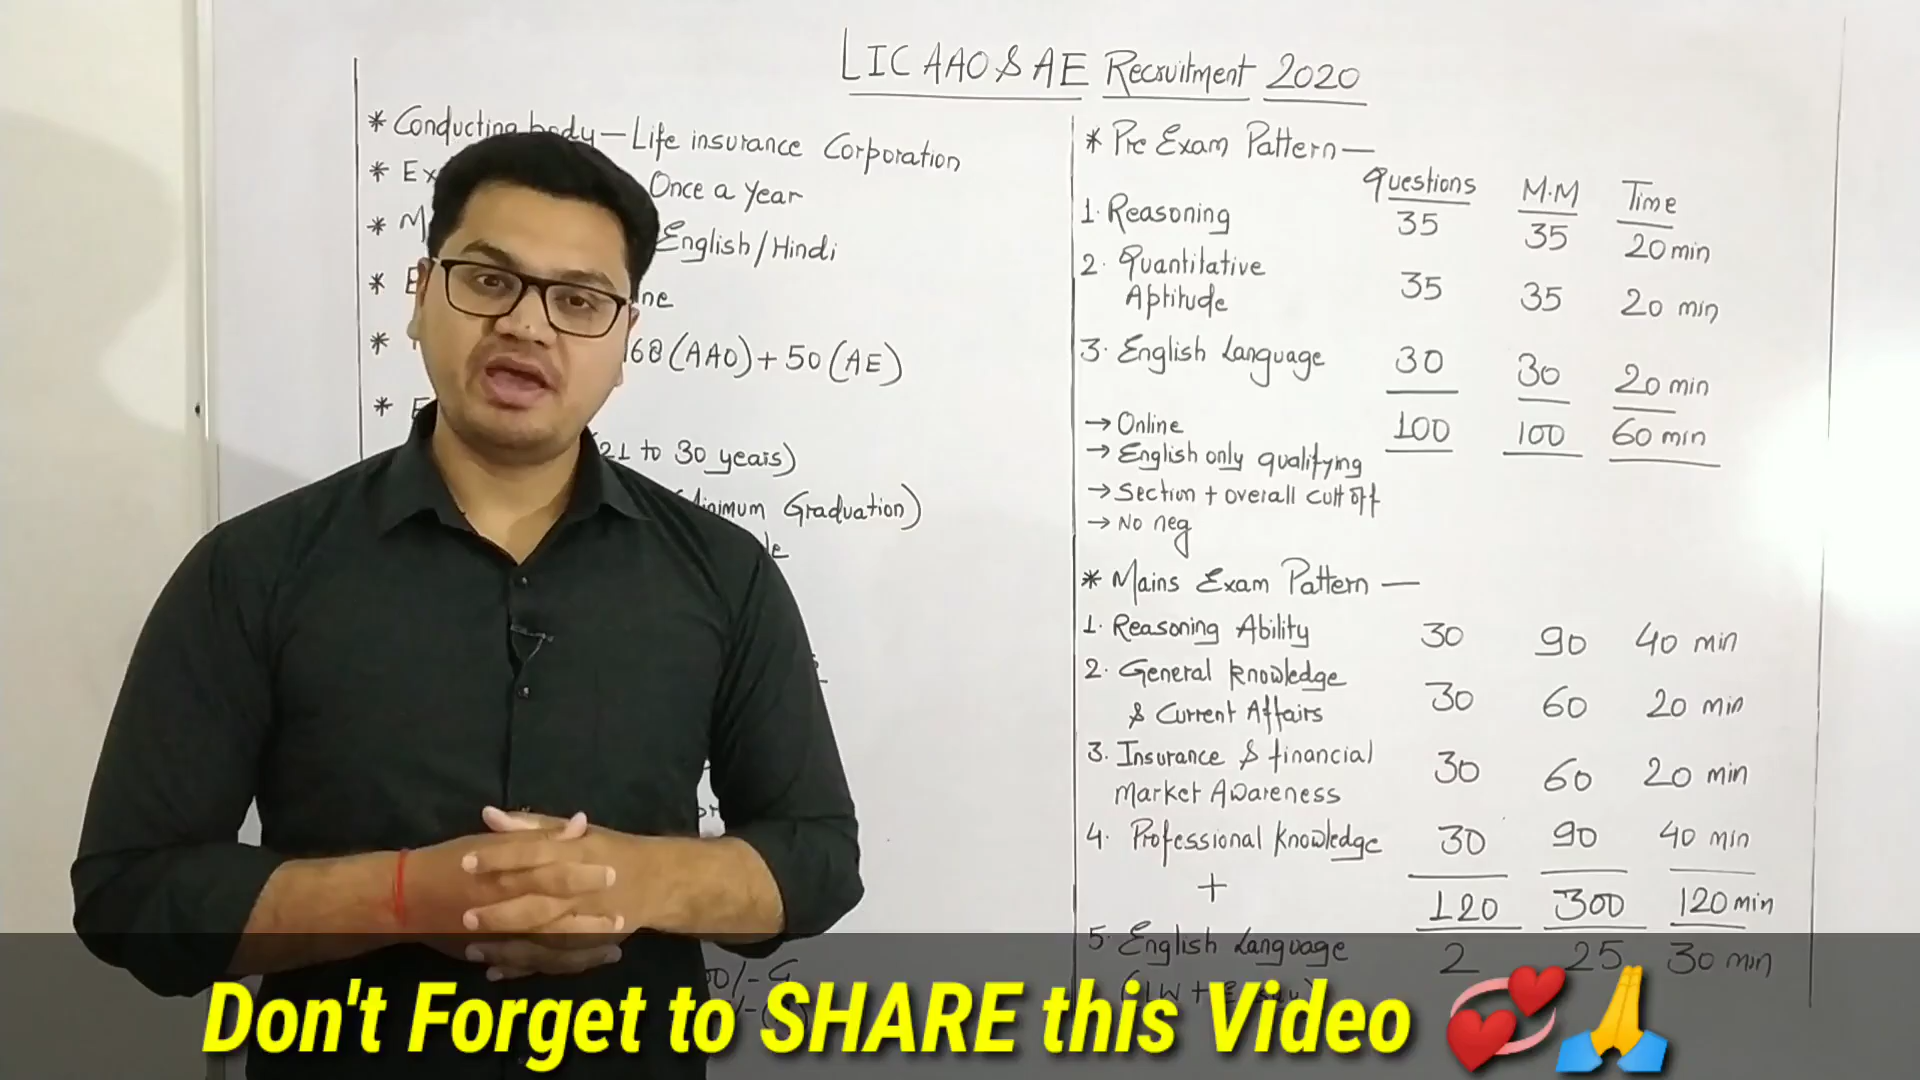 LIC AAO & AE Recruitment 2020
* Conducting body — Life insurance Corporation
* Ex
Once a Year
* M
English/Hindi
* E
ne
*
68 (AAO) + 50 (AE)
* E
21 to 30 years)
nimum Graduation)
le
* Pre Exam Pattern —
Questions M.M Time
1. Reasoning 35 35 20 min
2. Quantitative
Aptitude 35 35 20 min
3. English Language 30 30 20 min
100 100 60 min
→ Online
→ English only qualifying
→ Section + overall cutt off
→ No neg
* Mains Exam Pattern —
1. Reasoning Ability 30 90 40 min
2. General knowledge
& Current Affairs 30 60 20 min
3. Insurance & financial
Market Awareness 30 60 20 min
4. Professional knowledge 30 90 40 min
+
120 300 120 min
5. English Language 2 25 30 min
Don't Forget to SHARE this Video 💞🙏